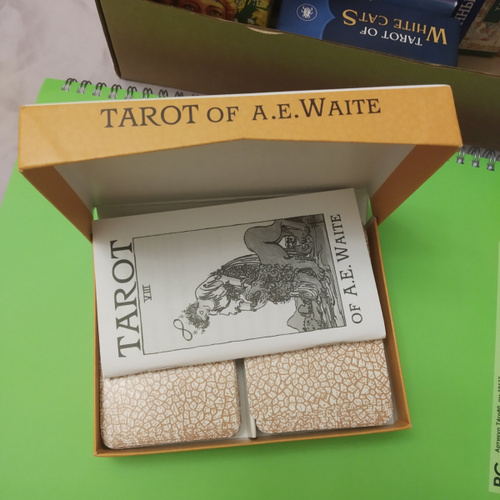 TAROT OF
WHITE CATS
TAROT OF A.E.WAITE
TAROT
VIII
OF A.E. WAITE